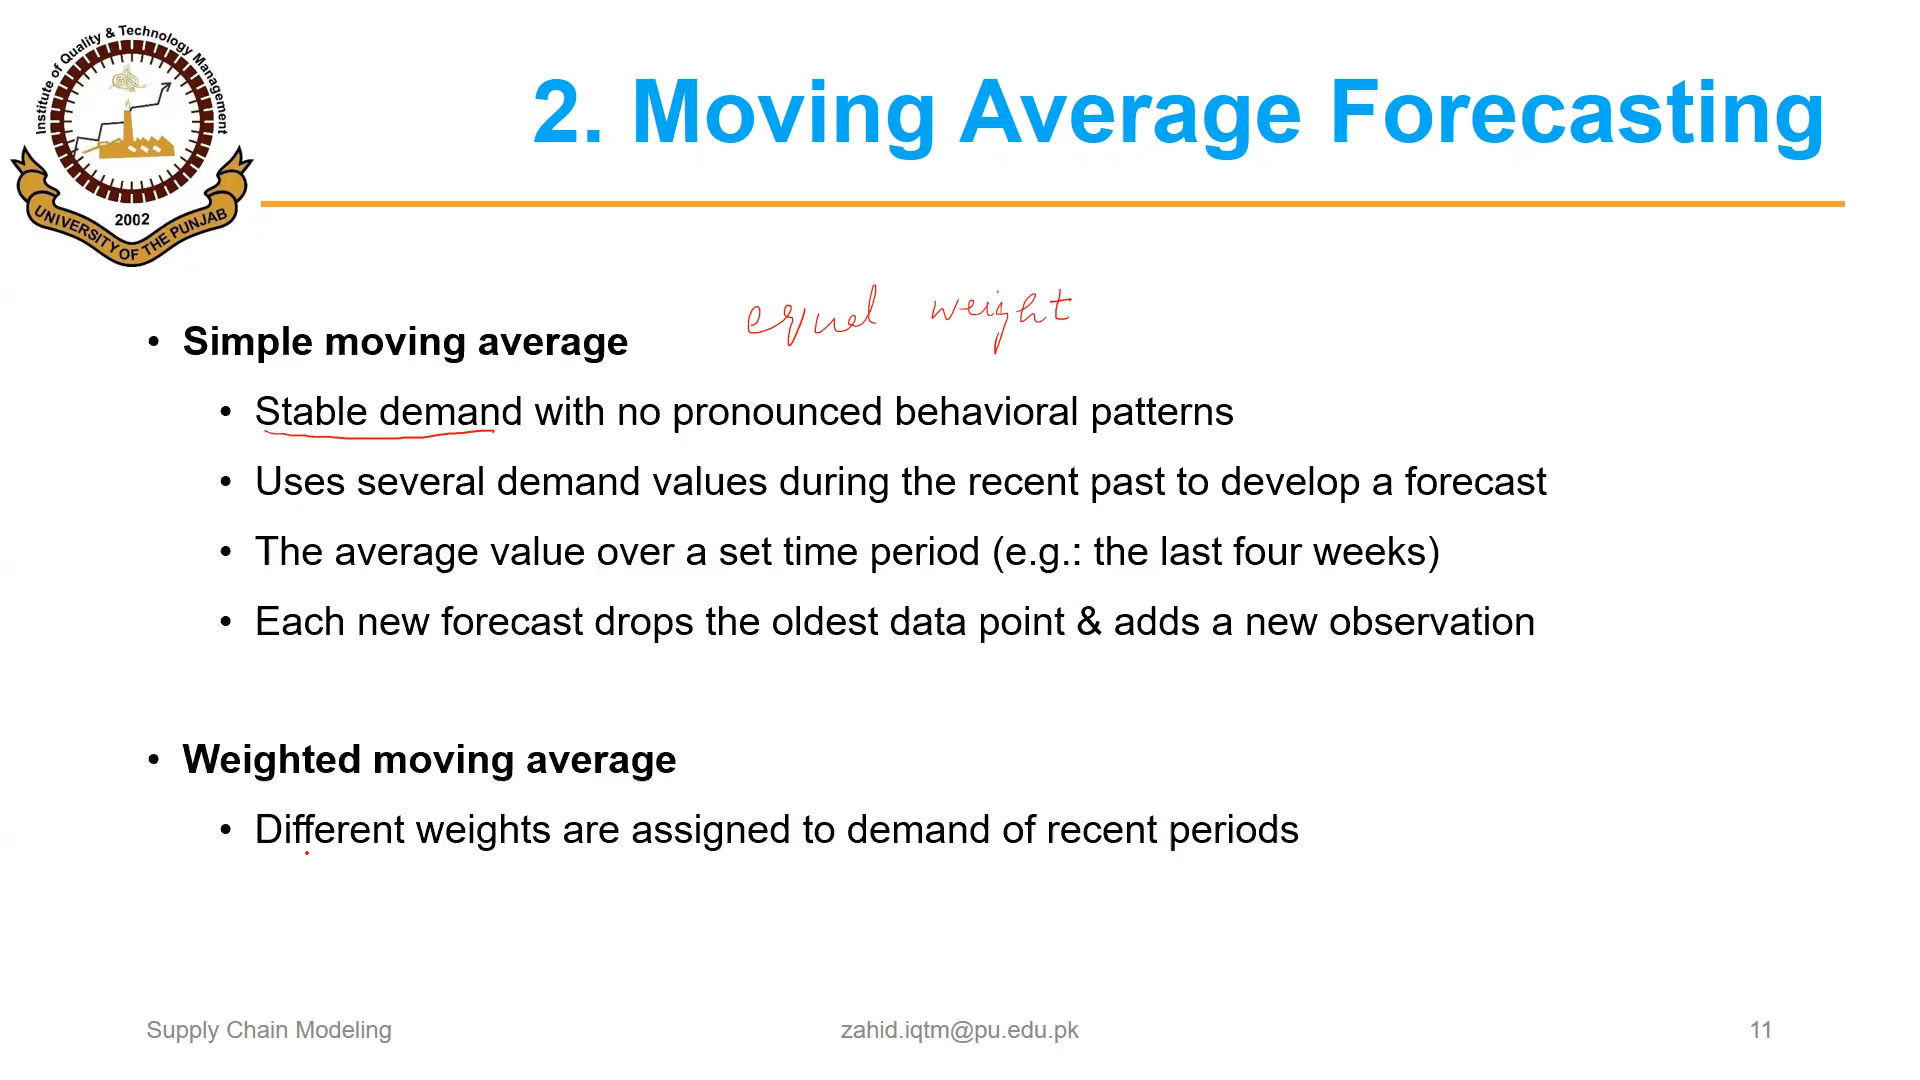 Institute of Quality & Technology Management
2002
UNIVERSITY OF THE PUNJAB
2. Moving Average Forecasting
equal weight
• Simple moving average
• Stable demand with no pronounced behavioral patterns
• Uses several demand values during the recent past to develop a forecast
• The average value over a set time period (e.g.: the last four weeks)
• Each new forecast drops the oldest data point & adds a new observation
• Weighted moving average
• Different weights are assigned to demand of recent periods
Supply Chain Modeling
zahid.iqtm@pu.edu.pk
11